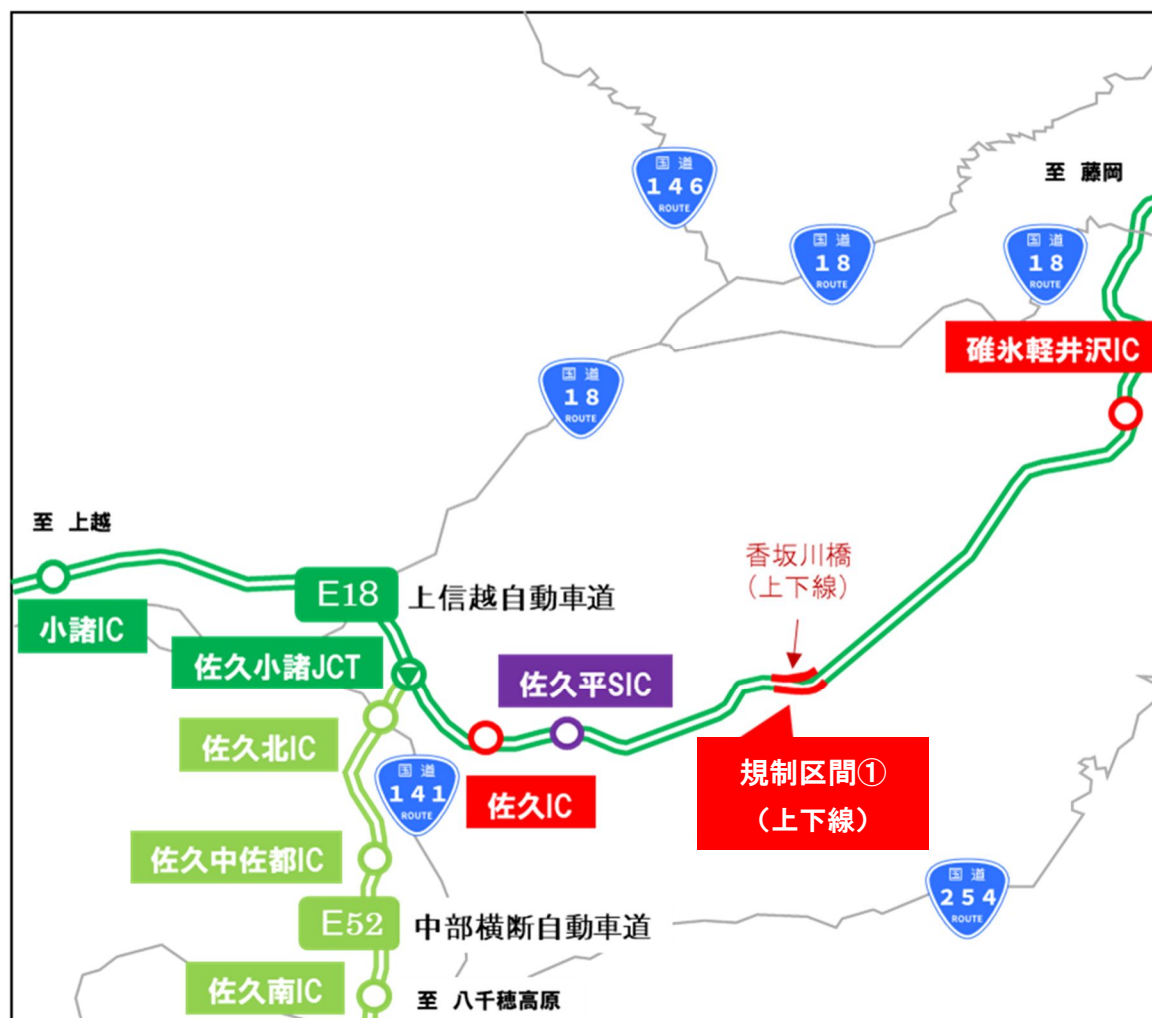 国道
146
ROUTE
至 藤岡
国道
18
ROUTE
国道
18
ROUTE
碓氷軽井沢IC
国道
18
ROUTE
至 上越
香坂川橋
（上下線）
E18
上信越自動車道
小諸IC
佐久小諸JCT
佐久平SIC
佐久北IC
規制区間①
（上下線）
国道
141
ROUTE
佐久IC
佐久中佐都IC
国道
254
ROUTE
E52
中部横断自動車道
佐久南IC
至 八千穂高原